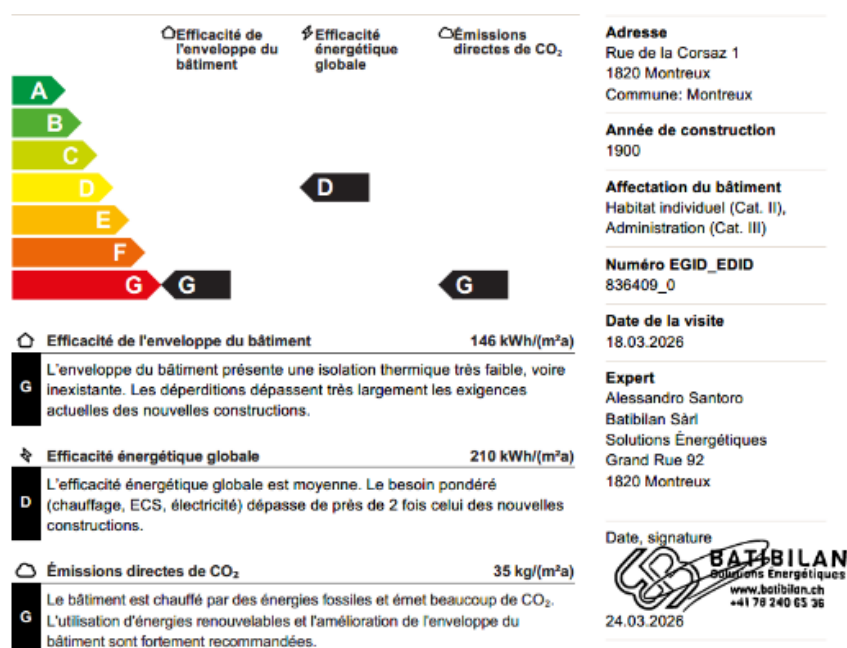 Efficacité de
l'enveloppe du
bâtiment
Efficacité
énergétique
globale
Émissions
directes de CO₂
A
B
C
D
D
E
F
G
G
G
Efficacité de l'enveloppe du bâtiment 146 kWh/(m²a)
G
L'enveloppe du bâtiment présente une isolation thermique très faible, voire
inexistante. Les déperditions dépassent très largement les exigences
actuelles des nouvelles constructions.
Efficacité énergétique globale 210 kWh/(m²a)
D
L'efficacité énergétique globale est moyenne. Le besoin pondéré
(chauffage, ECS, électricité) dépasse de près de 2 fois celui des nouvelles
constructions.
Émissions directes de CO₂ 35 kg/(m²a)
G
Le bâtiment est chauffé par des énergies fossiles et émet beaucoup de CO₂.
L'utilisation d'énergies renouvelables et l'amélioration de l'enveloppe du
bâtiment sont fortement recommandées.
Adresse
Rue de la Corsaz 1
1820 Montreux
Commune: Montreux
Année de construction
1900
Affectation du bâtiment
Habitat individuel (Cat. II),
Administration (Cat. III)
Numéro EGID_EDID
836409_0
Date de la visite
18.03.2026
Expert
Alessandro Santoro
Batibilan Sàrl
Solutions Énergétiques
Grand Rue 92
1820 Montreux
Date, signature
BATIBILAN
Solutions Energétiques
www.batibilan.ch
+41 78 240 65 36
24.03.2026